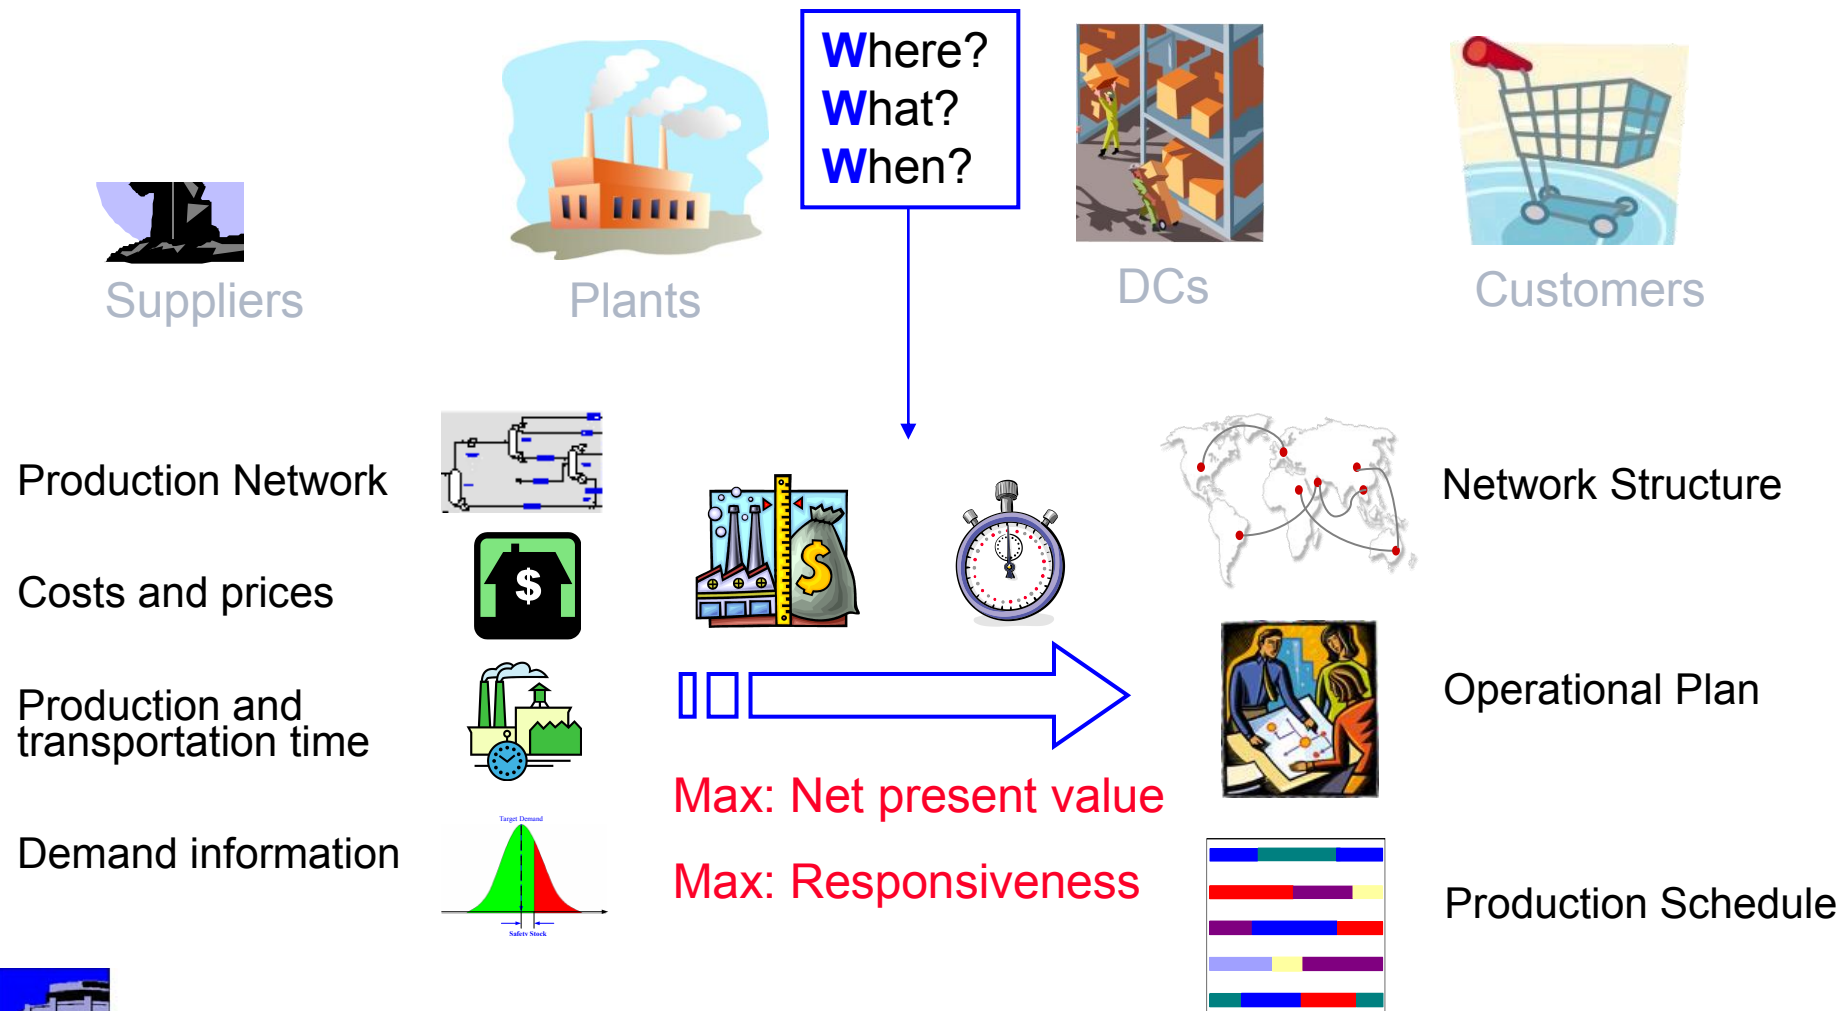 Where?
What?
When?
Suppliers
Plants
DCs
Customers
Production Network
Costs and prices
$
Production and
transportation time
Demand information
Target Demand
Safety Stock
$
Max: Net present value
Max: Responsiveness
Network Structure
Operational Plan
Production Schedule